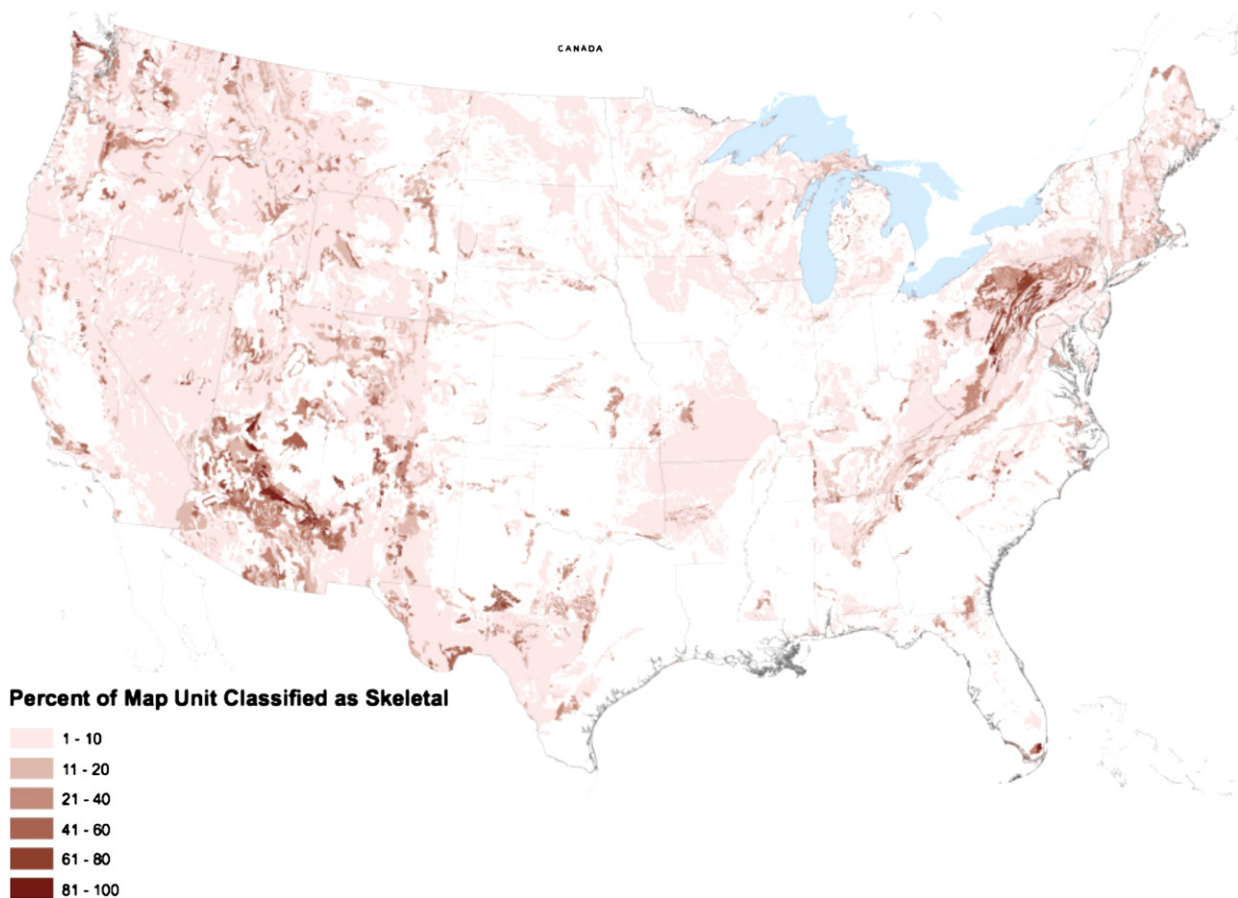 CANADA
Percent of Map Unit Classified as Skeletal
1 - 10
11 - 20
21 - 40
41 - 60
61 - 80
81 - 100